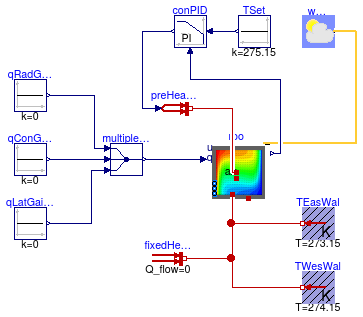 conPID
TSet
w...
PI
k=275.15
qRadG...
preHea...
k=0
qConG...
multiple...
roo
u
q
a
k=0
qLatGai...
TEasWal
K
k=0
fixedHe...
T=273.15
Q_flow=0
TWesWal
K
T=274.15